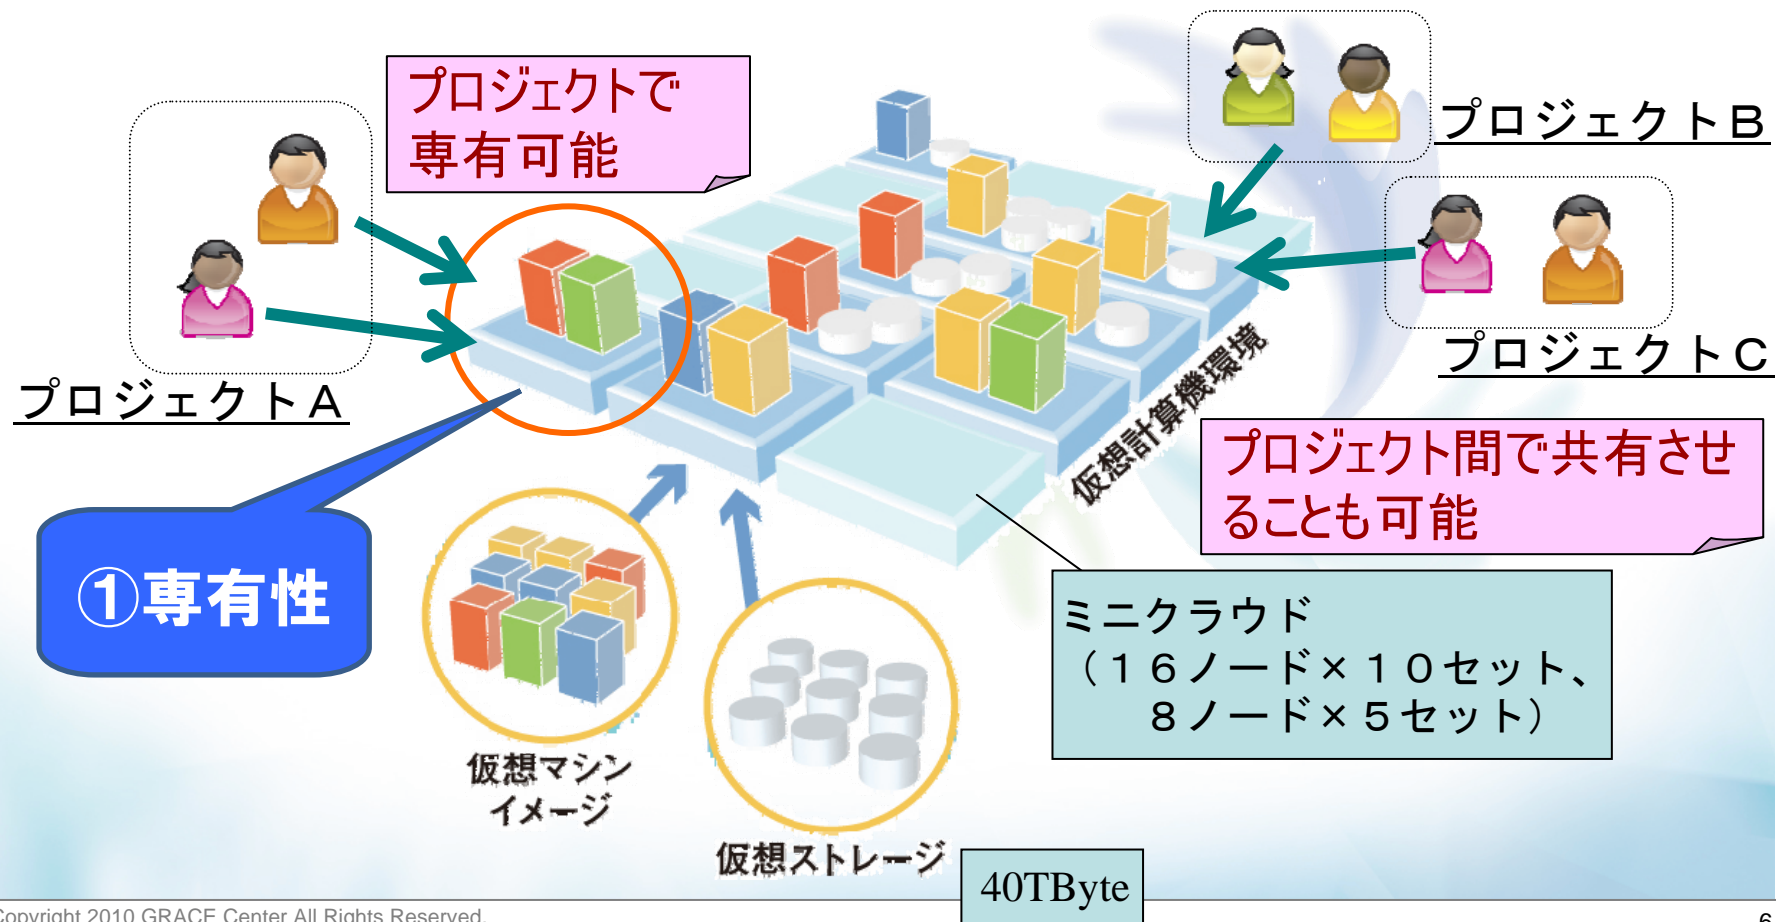 プロジェクトで
専有可能
プロジェクトB
プロジェクトA
プロジェクトC
仮想計算機環境
プロジェクト間で共有させ
ることも可能
①専有性
ミニクラウド
（１６ノード×１０セット、
８ノード×５セット）
仮想マシン
イメージ
仮想ストレージ
40TByte
Copyright 2010 GRACE Center All Rights Reserved.
6